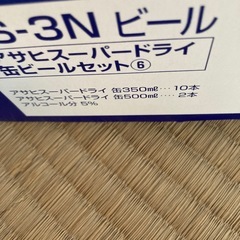 S-3N ビール
アサヒスーパードライ
缶ビールセット⑥
アサヒスーパードライ 缶350ml… 10本
アサヒスーパードライ 缶500ml… 2本
アルコール分 5%